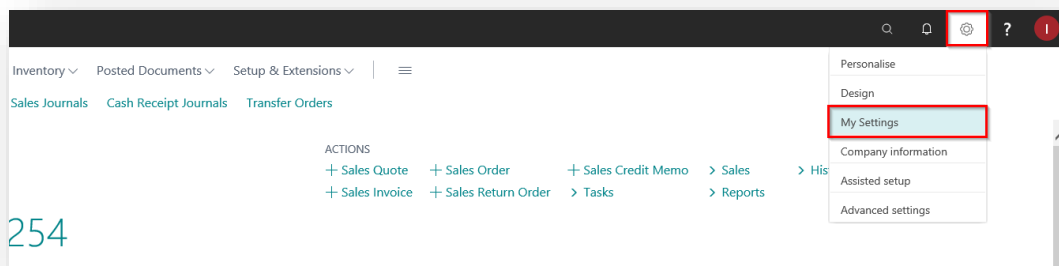 ? I
Inventory Posted Documents Setup & Extensions
Sales Journals Cash Receipt Journals Transfer Orders
Personalise
Design
My Settings
Company information
Assisted setup
Advanced settings
ACTIONS
+ Sales Quote + Sales Order + Sales Credit Memo > Sales > His
+ Sales Invoice + Sales Return Order > Tasks > Reports
254